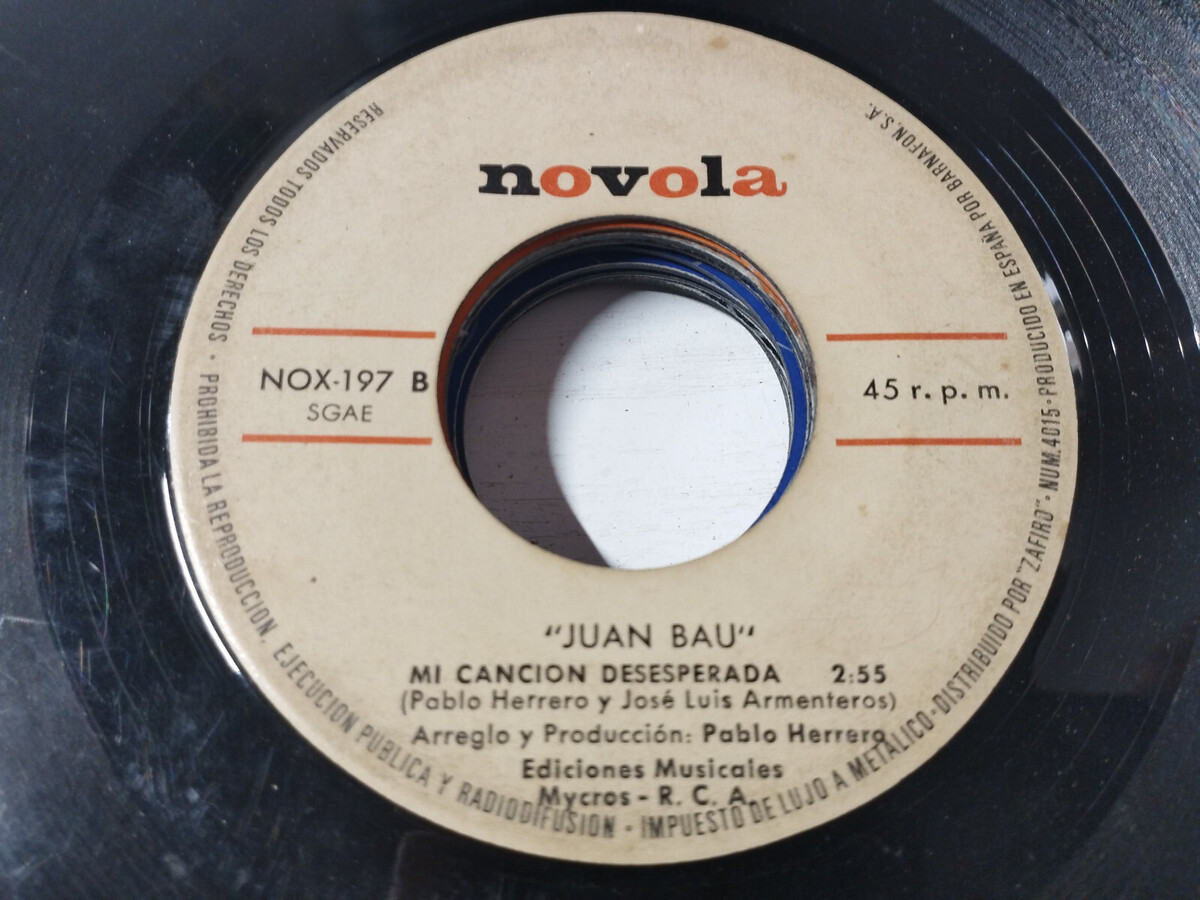 novola
NOX-197 B
SGAE
45 r. p. m.
"JUAN BAU"
MI CANCION DESESPERADA 2:55
(Pablo Herrero y José Luis Armenteros)
Arreglo y Producción: Pablo Herrero
Ediciones Musicales
Mycros - R. C. A.
RESERVADOS TODOS LOS DERECHOS · PROHIBIDA LA REPRODUCCION, EJECUCION PUBLICA Y RADIODIFUSION - IMPUESTO DE LUJO A METALICO - DISTRIBUIDO POR "ZAFIRO" - NUM. 4015 · PRODUCIDO EN ESPAÑA POR BARNAFON, S.A.